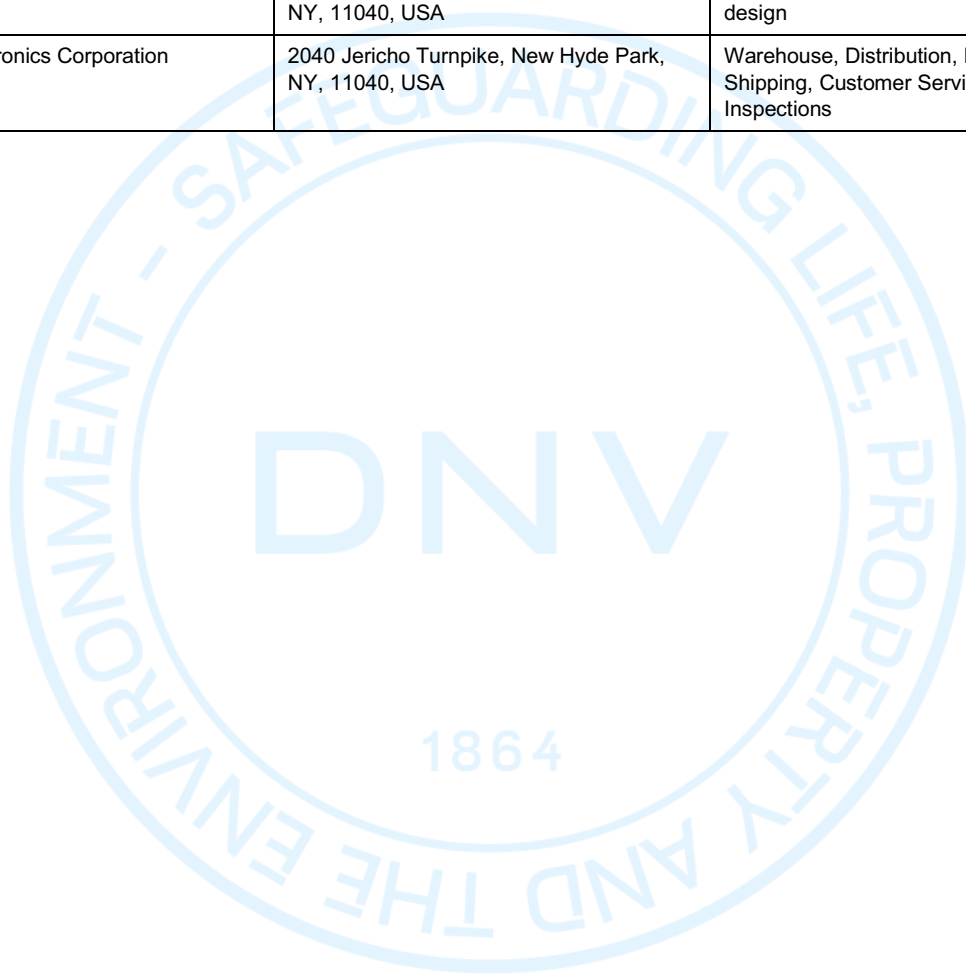 NY, 11040, USA
design
ronics Corporation
2040 Jericho Turnpike, New Hyde Park,
NY, 11040, USA
Warehouse, Distribution,
Shipping, Customer Servi
Inspections
SAFEGUARDING LIFE, PROPERTY AND THE ENVIRONMENT -
DNV
1864